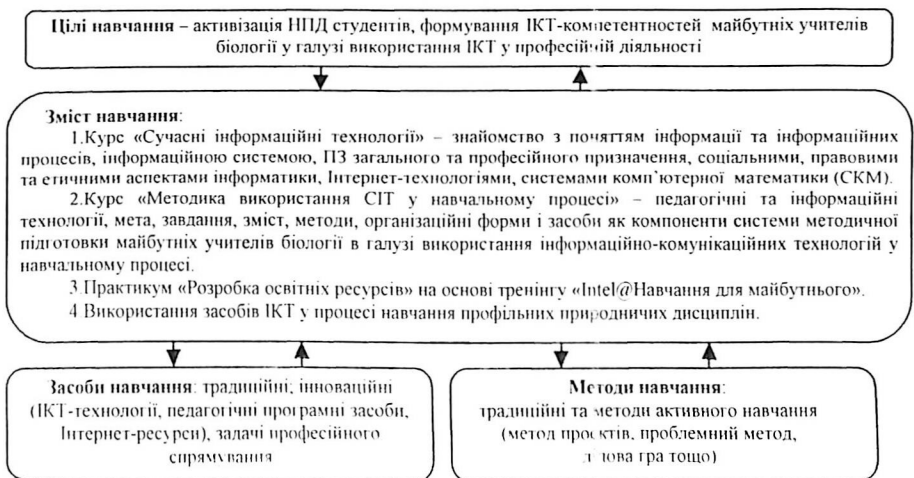 Цілі навчання – активізація НПД студентів, формування ІКТ-компетентностей майбутніх учителів
біології у галузі використання ІКТ у професійній діяльності
Зміст навчання:
1.Курс «Сучасні інформаційні технології» – знайомство з поняттям інформації та інформаційних
процесів, інформаційною системою, ПЗ загального та професійного призначення, соціальними, правовими
та етичними аспектами інформатики, Інтернет-технологіями, системами комп`ютерної математики (СКМ).
2.Курс «Методика використання СІТ у навчальному процесі» – педагогічні та інформаційні
технології, мета, завдання, зміст, методи, організаційні форми і засоби як компоненти системи методичної
підготовки майбутніх учителів біології в галузі використання інформаційно-комунікаційних технологій у
навчальному процесі.
3.Практикум «Розробка освітніх ресурсів» на основі тренінгу «Intel@Навчання для майбутнього».
4.Використання засобів ІКТ у процесі навчання профільних природничих дисциплін.
Засоби навчання: традиційні, інноваційні
(ІКТ-технології, педагогічні програмні засоби,
Інтернет-ресурси), задачі професійного
спрямування
Методи навчання:
традиційні та методи активного навчання
(метод проєктів, проблемний метод,
ділова гра тощо)